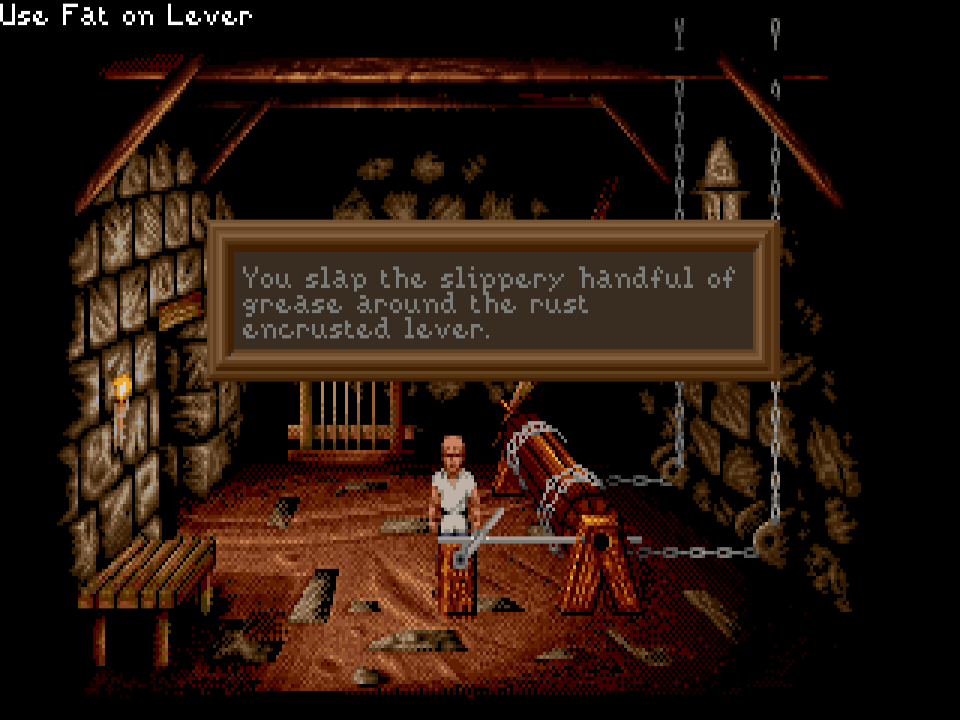 Use Fat on Lever
You slap the slippery handful of
grease around the rust
encrusted lever.